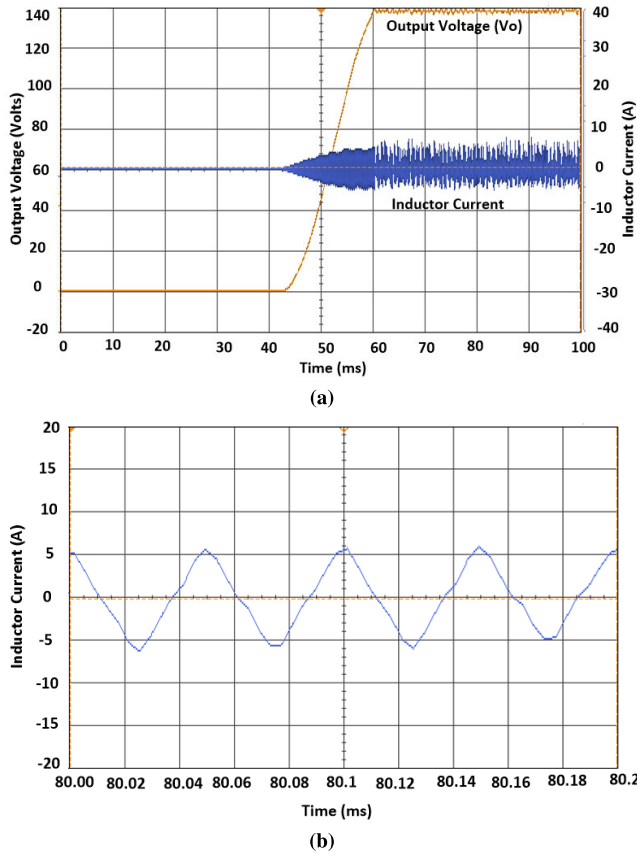 140
120
100
80
60
40
20
0
-20
Output Voltage (Volts)
40
30
20
10
0
-10
-20
-30
-40
Inductor Current (A)
Output Voltage (Vo)
Inductor Current
0 10 20 30 40 50 60 70 80 90 100
Time (ms)
(a)
20
15
10
5
0
-5
-10
-15
-20
Inductor Current (A)
80.00 80.02 80.04 80.06 80.08 80.1 80.125 80.14 80.16 80.18 80.2
Time (ms)
(b)